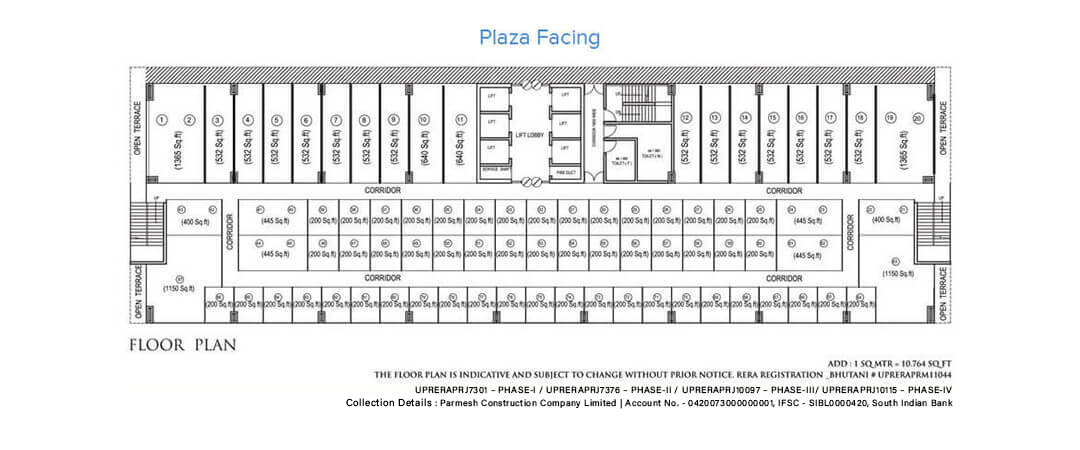 Plaza Facing
OPEN TERRACE
1 2 3 4 5 6 7 8 9 10 11
(1365 Sq.ft) (532 Sq.ft) (532 Sq.ft) (532 Sq.ft) (532 Sq.ft) (532 Sq.ft) (532 Sq.ft) (532 Sq.ft) (640 Sq.ft) (640 Sq.ft)
LIFT LIFT
LIFT LIFT
LIFT LOBBY
LIFT LIFT
SERVICE SHAFT FIRE DUCT
UP
TOILET ( F ) TOILET ( M )
12 13 14 15 16 17 18 19 20
(532 Sq.ft) (532 Sq.ft) (532 Sq.ft) (532 Sq.ft) (532 Sq.ft) (532 Sq.ft) (532 Sq.ft) (1365 Sq.ft)
OPEN TERRACE
CORRIDOR CORRIDOR
UP UP
(400 Sq.ft) (445 Sq.ft) (200 Sq.ft) (200 Sq.ft) (200 Sq.ft) (200 Sq.ft) (200 Sq.ft) (200 Sq.ft) (200 Sq.ft) (200 Sq.ft) (200 Sq.ft) (200 Sq.ft) (200 Sq.ft) (200 Sq.ft) (200 Sq.ft) (200 Sq.ft) (200 Sq.ft) (445 Sq.ft) (400 Sq.ft)
CORRIDOR CORRIDOR
(445 Sq.ft) (200 Sq.ft) (200 Sq.ft) (200 Sq.ft) (200 Sq.ft) (200 Sq.ft) (200 Sq.ft) (200 Sq.ft) (200 Sq.ft) (200 Sq.ft) (200 Sq.ft) (200 Sq.ft) (200 Sq.ft) (200 Sq.ft) (200 Sq.ft) (200 Sq.ft) (445 Sq.ft)
CORRIDOR CORRIDOR
(1150 Sq.ft) (1150 Sq.ft)
OPEN TERRACE OPEN TERRACE
(200 Sq.ft) (200 Sq.ft) (200 Sq.ft) (200 Sq.ft) (200 Sq.ft) (200 Sq.ft) (200 Sq.ft) (200 Sq.ft) (200 Sq.ft) (200 Sq.ft) (200 Sq.ft) (200 Sq.ft) (200 Sq.ft) (200 Sq.ft) (200 Sq.ft) (200 Sq.ft) (200 Sq.ft) (200 Sq.ft) (200 Sq.ft) (200 Sq.ft) (200 Sq.ft) (200 Sq.ft) (200 Sq.ft)
FLOOR PLAN
ADD : 1 SQ MTR = 10.764 SQ FT
THE FLOOR PLAN IS INDICATIVE AND SUBJECT TO CHANGE WITHOUT PRIOR NOTICE. RERA REGISTRATION _BHUTANI # UPRERAPRM11044
UPRERAPRJ7301 – PHASE-I / UPRERAPRJ7376 – PHASE-II / UPRERAPRJ10097 – PHASE-III/ UPRERAPRJ10115 – PHASE-IV
Collection Details : Parmesh Construction Company Limited | Account No. - 0420073000000001, IFSC - SIBL0000420, South Indian Bank